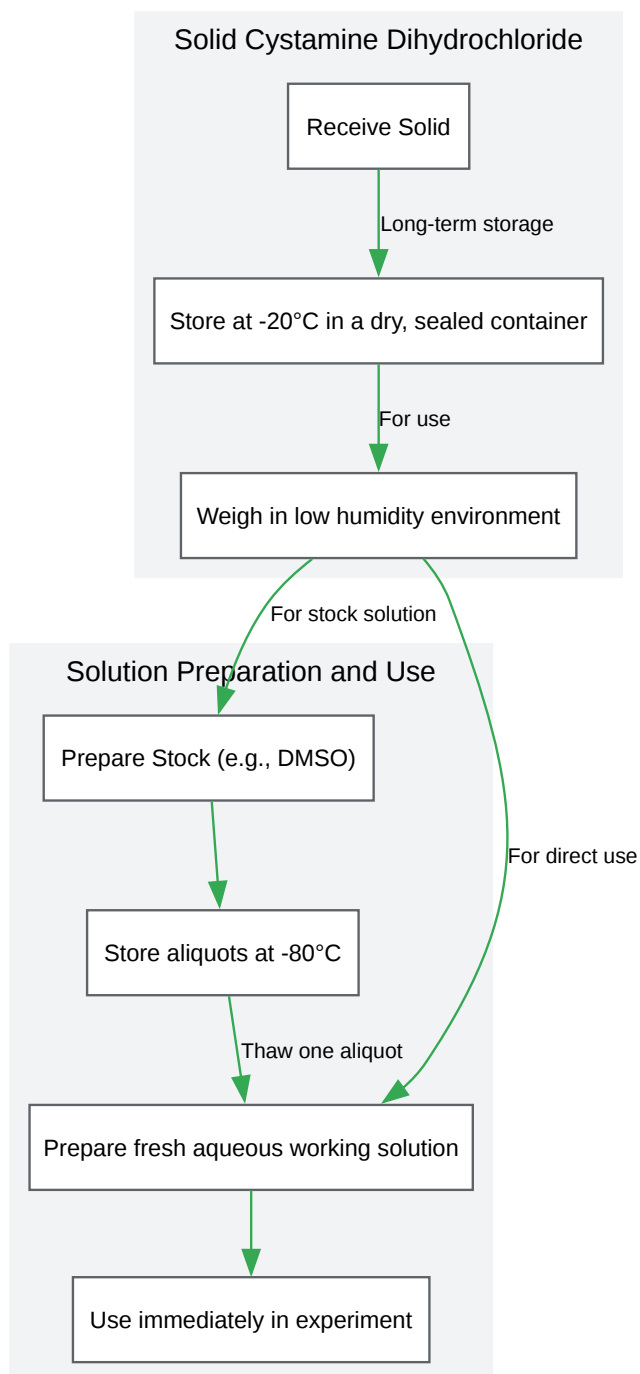 Solid Cystamine Dihydrochloride
Receive Solid
Long-term storage
Store at -20°C in a dry, sealed container
For use
Weigh in low humidity environment
For stock solution
Solution Preparation and Use
Prepare Stock (e.g., DMSO)
For direct use
Store aliquots at -80°C
Thaw one aliquot
Prepare fresh aqueous working solution
Use immediately in experiment